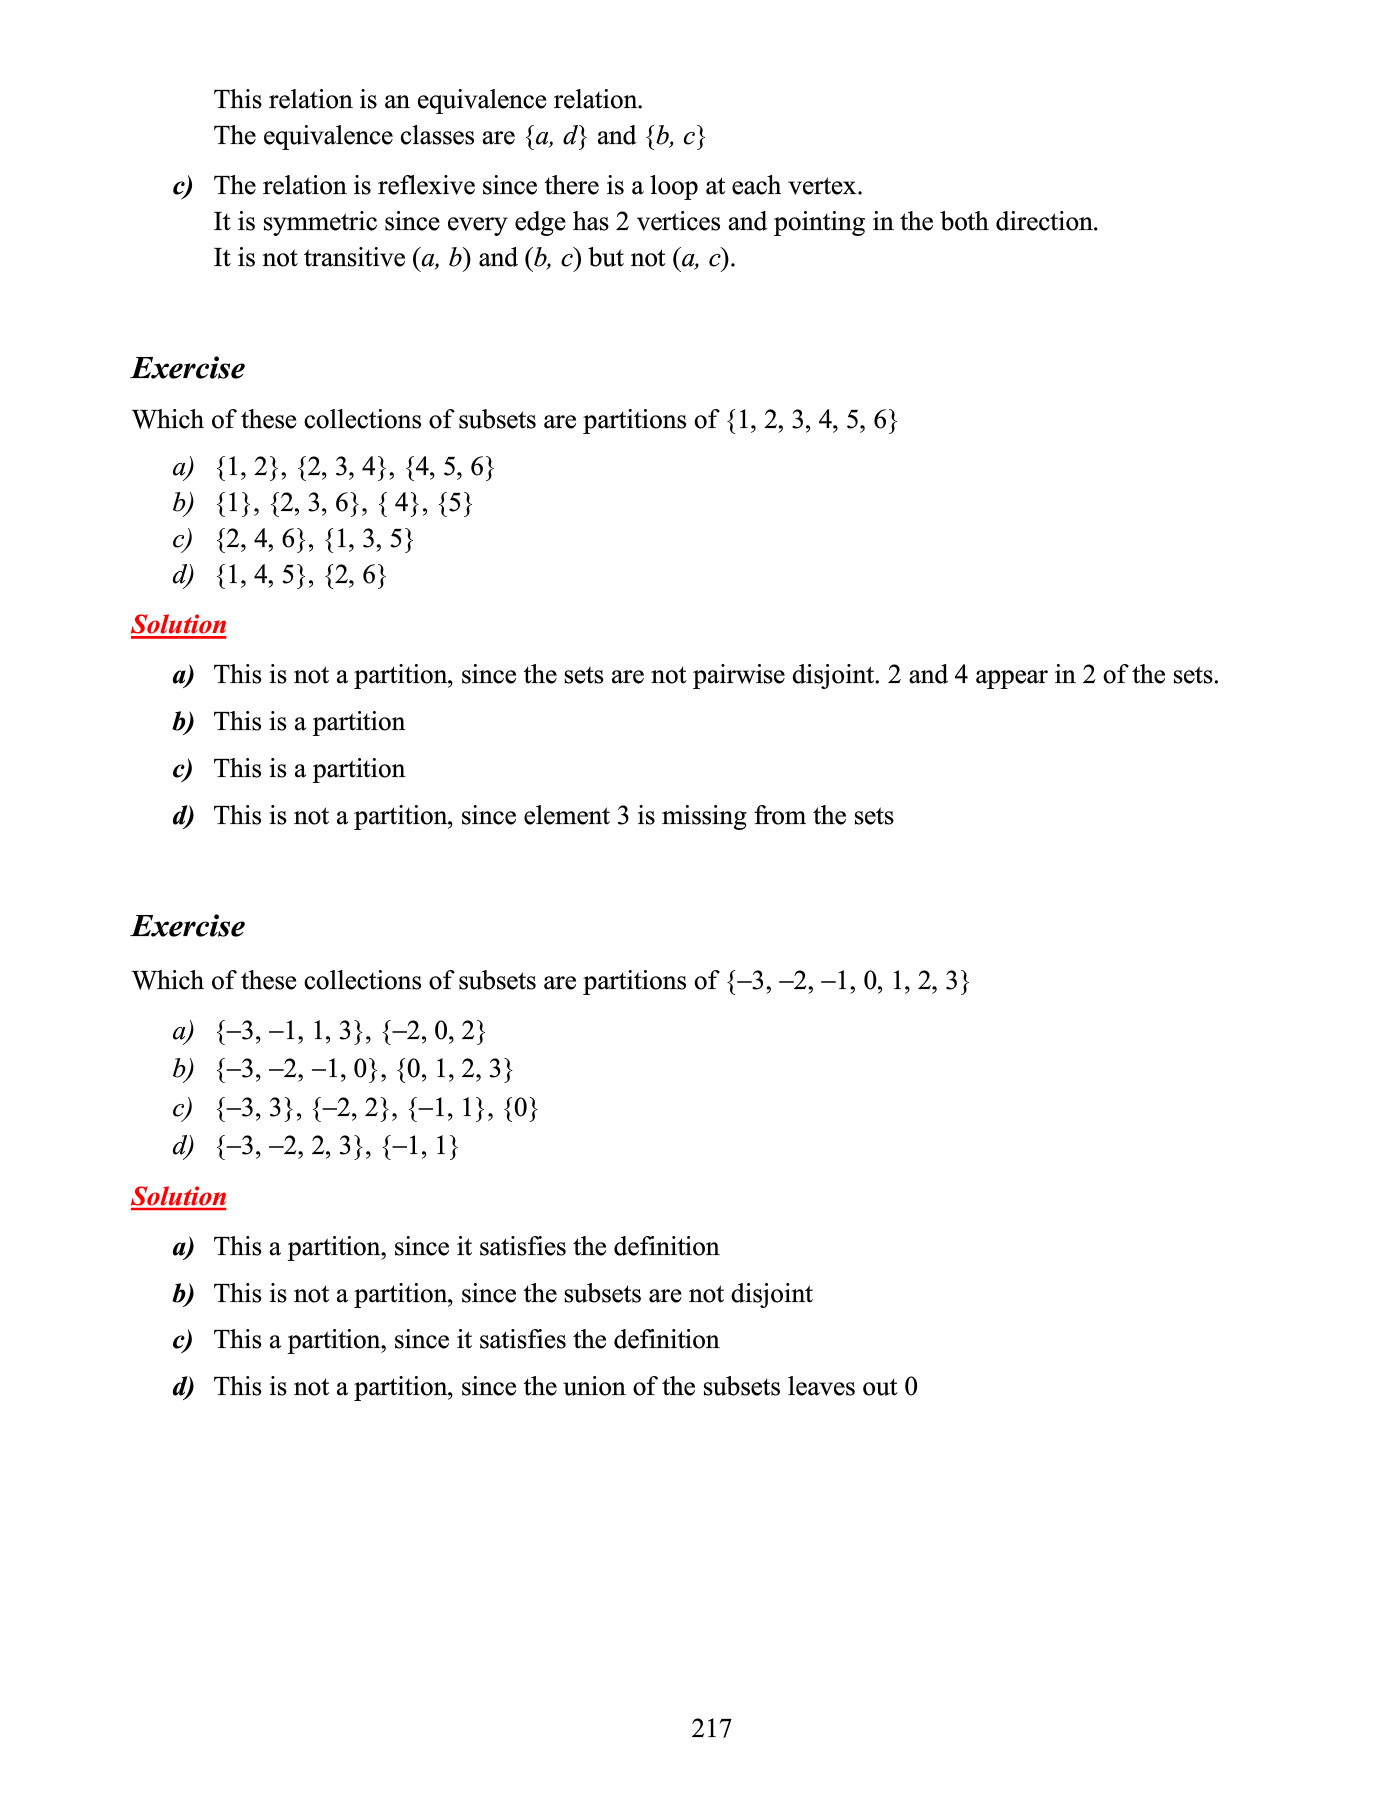 This relation is an equivalence relation.
The equivalence classes are {a, d} and {b, c}
c) The relation is reflexive since there is a loop at each vertex.
It is symmetric since every edge has 2 vertices and pointing in the both direction.
It is not transitive (a, b) and (b, c) but not (a, c).
Exercise
Which of these collections of subsets are partitions of {1, 2, 3, 4, 5, 6}
a) {1, 2}, {2, 3, 4}, {4, 5, 6}
b) {1}, {2, 3, 6}, { 4}, {5}
c) {2, 4, 6}, {1, 3, 5}
d) {1, 4, 5}, {2, 6}
Solution
a) This is not a partition, since the sets are not pairwise disjoint. 2 and 4 appear in 2 of the sets.
b) This is a partition
c) This is a partition
d) This is not a partition, since element 3 is missing from the sets
Exercise
Which of these collections of subsets are partitions of {–3, –2, –1, 0, 1, 2, 3}
a) {–3, –1, 1, 3}, {–2, 0, 2}
b) {–3, –2, –1, 0}, {0, 1, 2, 3}
c) {–3, 3}, {–2, 2}, {–1, 1}, {0}
d) {–3, –2, 2, 3}, {–1, 1}
Solution
a) This a partition, since it satisfies the definition
b) This is not a partition, since the subsets are not disjoint
c) This a partition, since it satisfies the definition
d) This is not a partition, since the union of the subsets leaves out 0
217